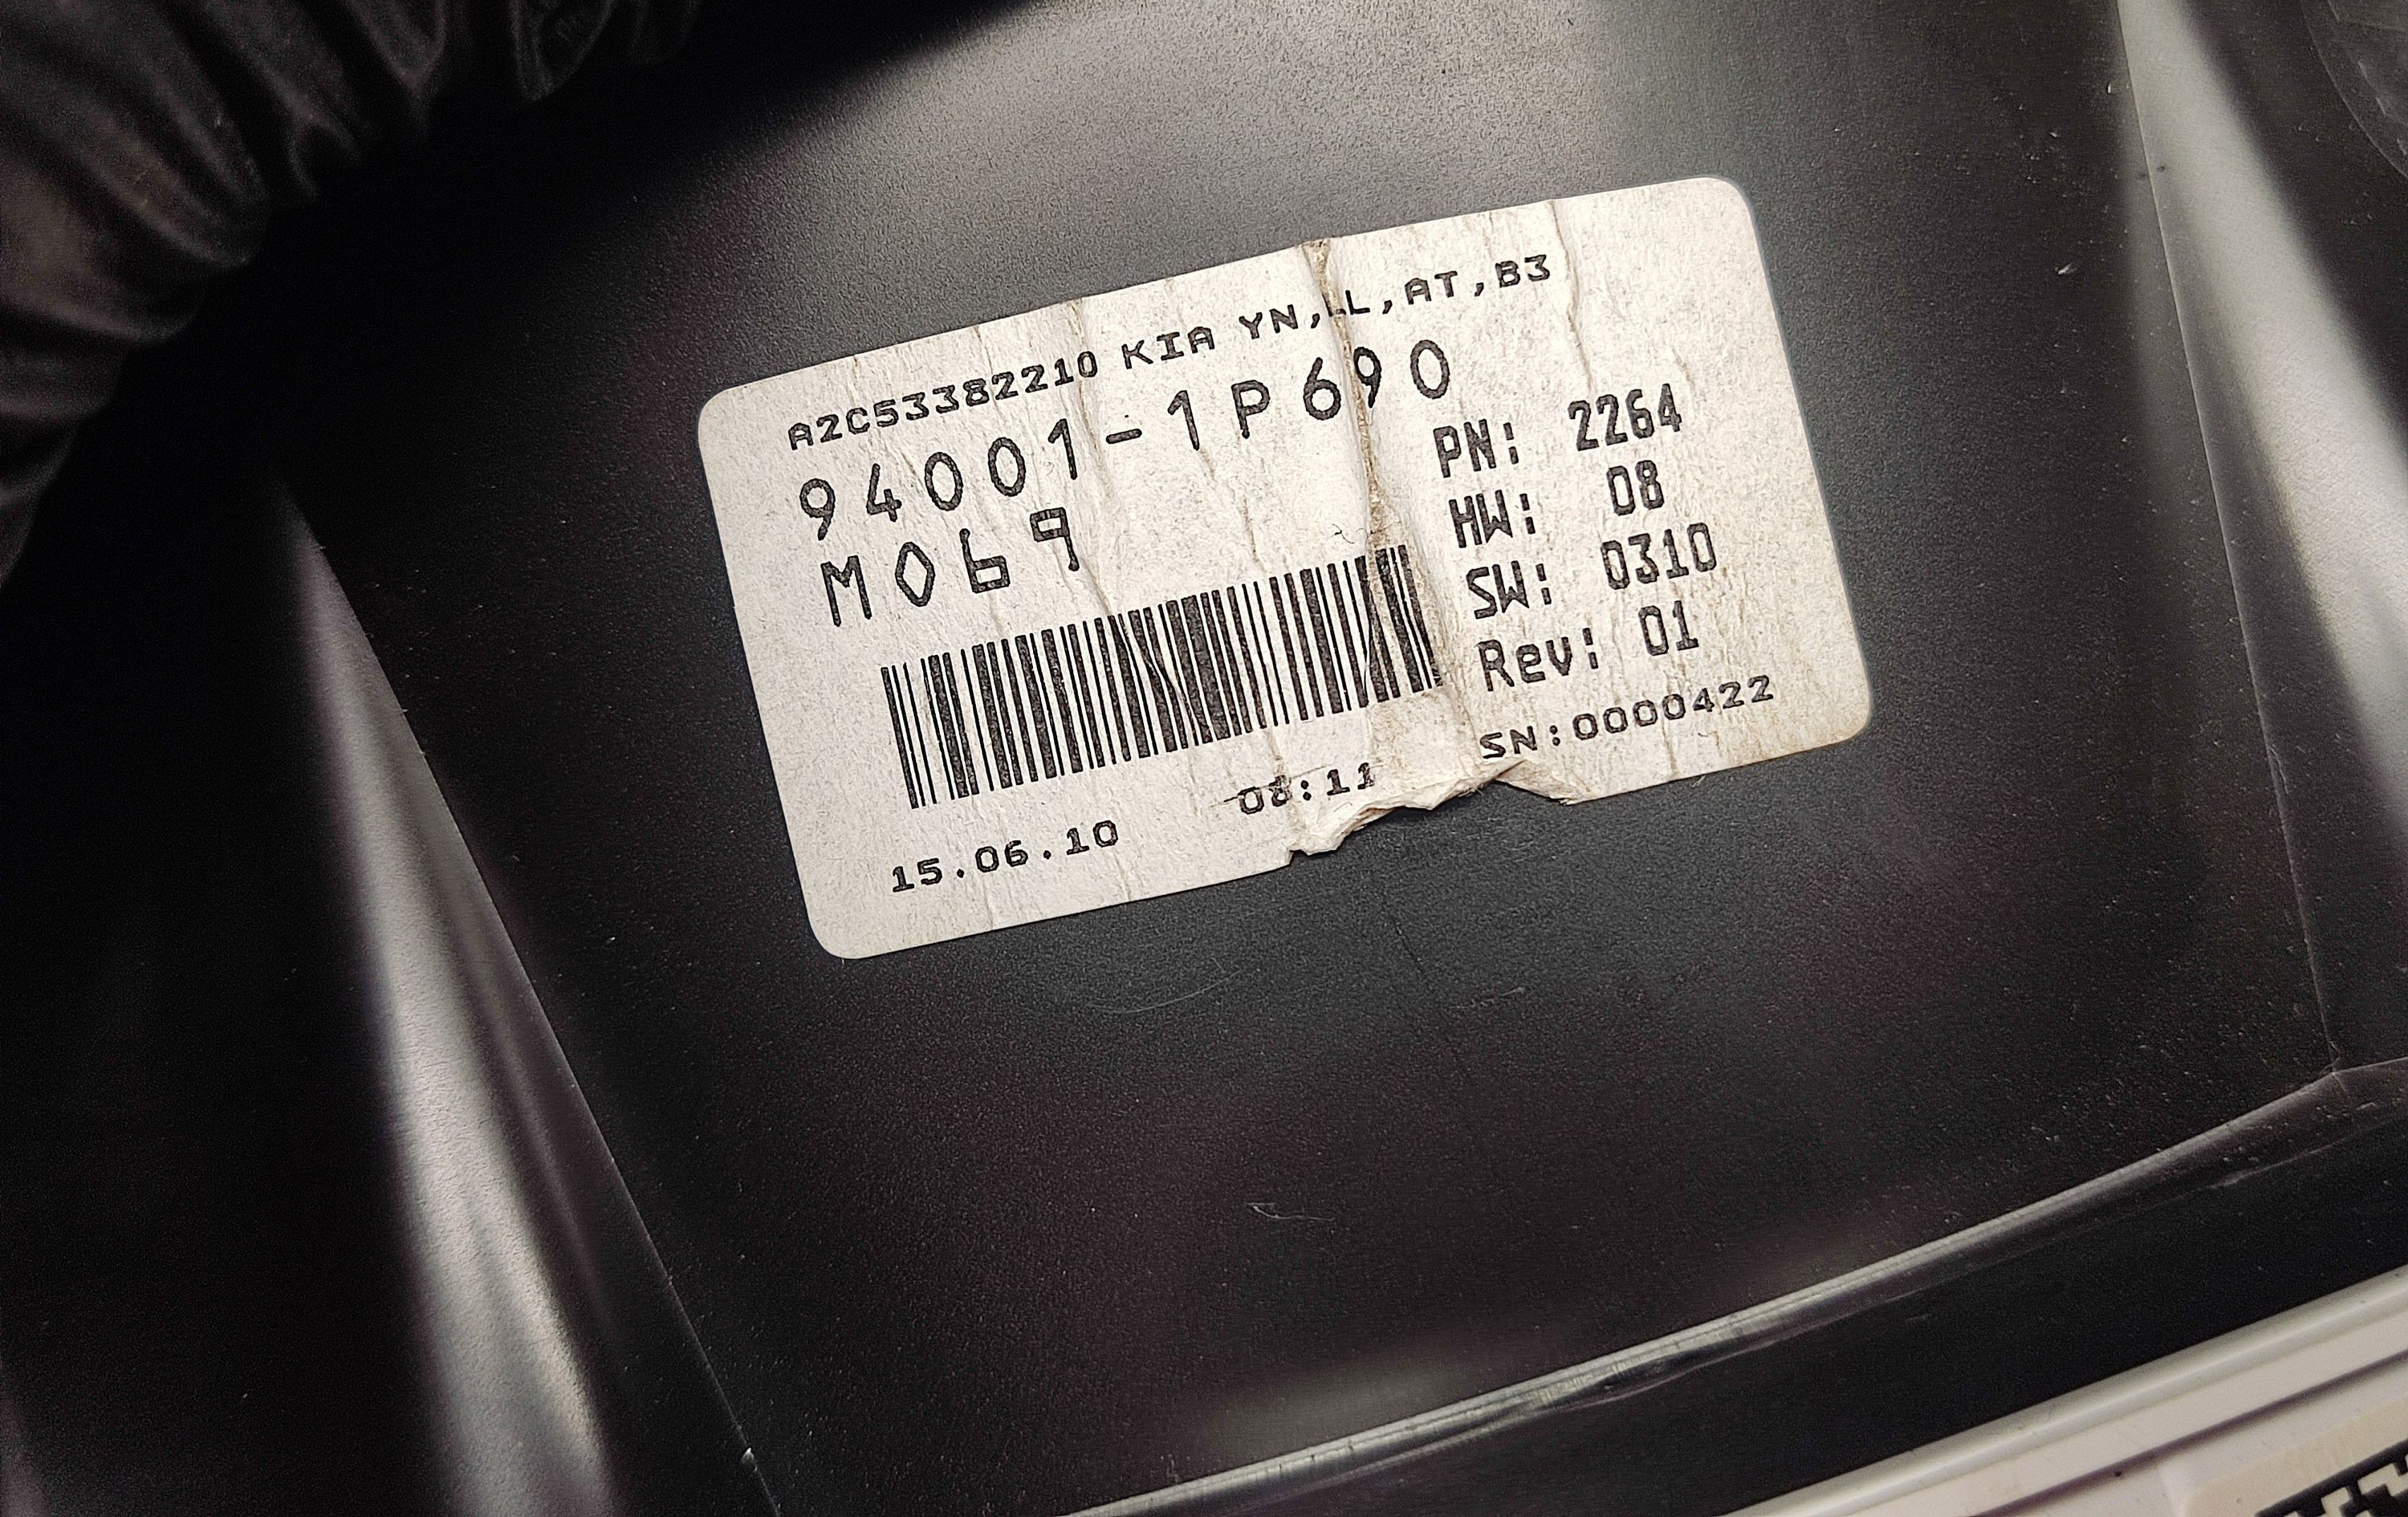 A2C53382210 KIA YN,LL,AT,B3
94001-1P690
M069
PN: 2264
HW: 08
SW: 0310
Rev: 01
15.06.10 08:11 SN:0000422